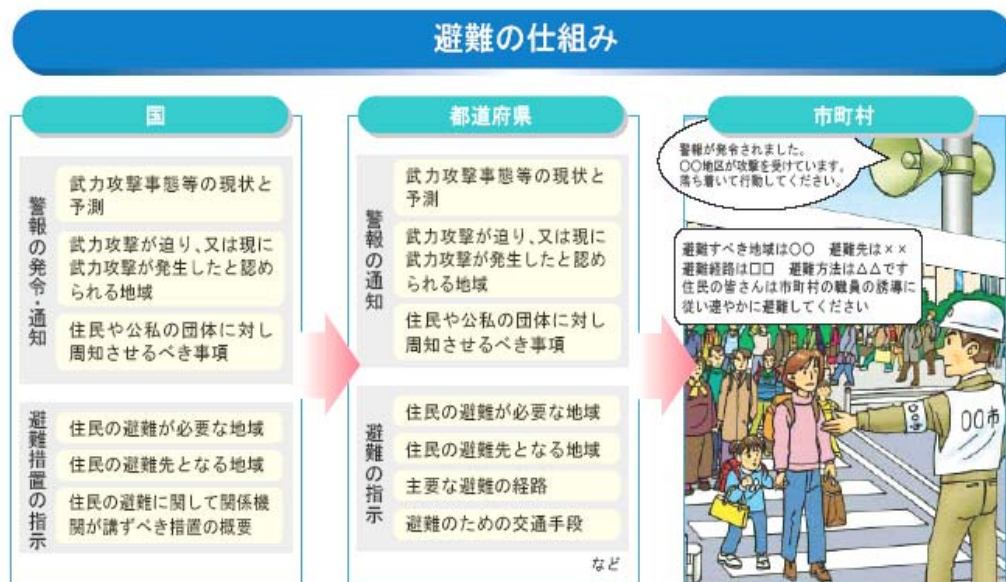 避難の仕組み
国
警報の発令・通知
武力攻撃事態等の現状と
予測
武力攻撃が迫り、又は現に
武力攻撃が発生したと認め
られる地域
住民や公私の団体に対し
周知させるべき事項
避難措置の指示
住民の避難が必要な地域
住民の避難先となる地域
住民の避難に関して関係機
関が講ずべき措置の概要
都道府県
警報の通知
武力攻撃事態等の現状と
予測
武力攻撃が迫り、又は現に
武力攻撃が発生したと認め
られる地域
住民や公私の団体に対し
周知させるべき事項
避難の指示
住民の避難が必要な地域
住民の避難先となる地域
主要な避難の経路
避難のための交通手段
など
市町村
警報が発令されました。
〇〇地区が攻撃を受けています。
落ち着いて行動してください。
避難すべき地域は〇〇 避難先は××
避難経路は□□ 避難方法は△△です
住民の皆さんは市町村の職員の誘導に
従い速やかに避難してください
〇〇市
〇〇市